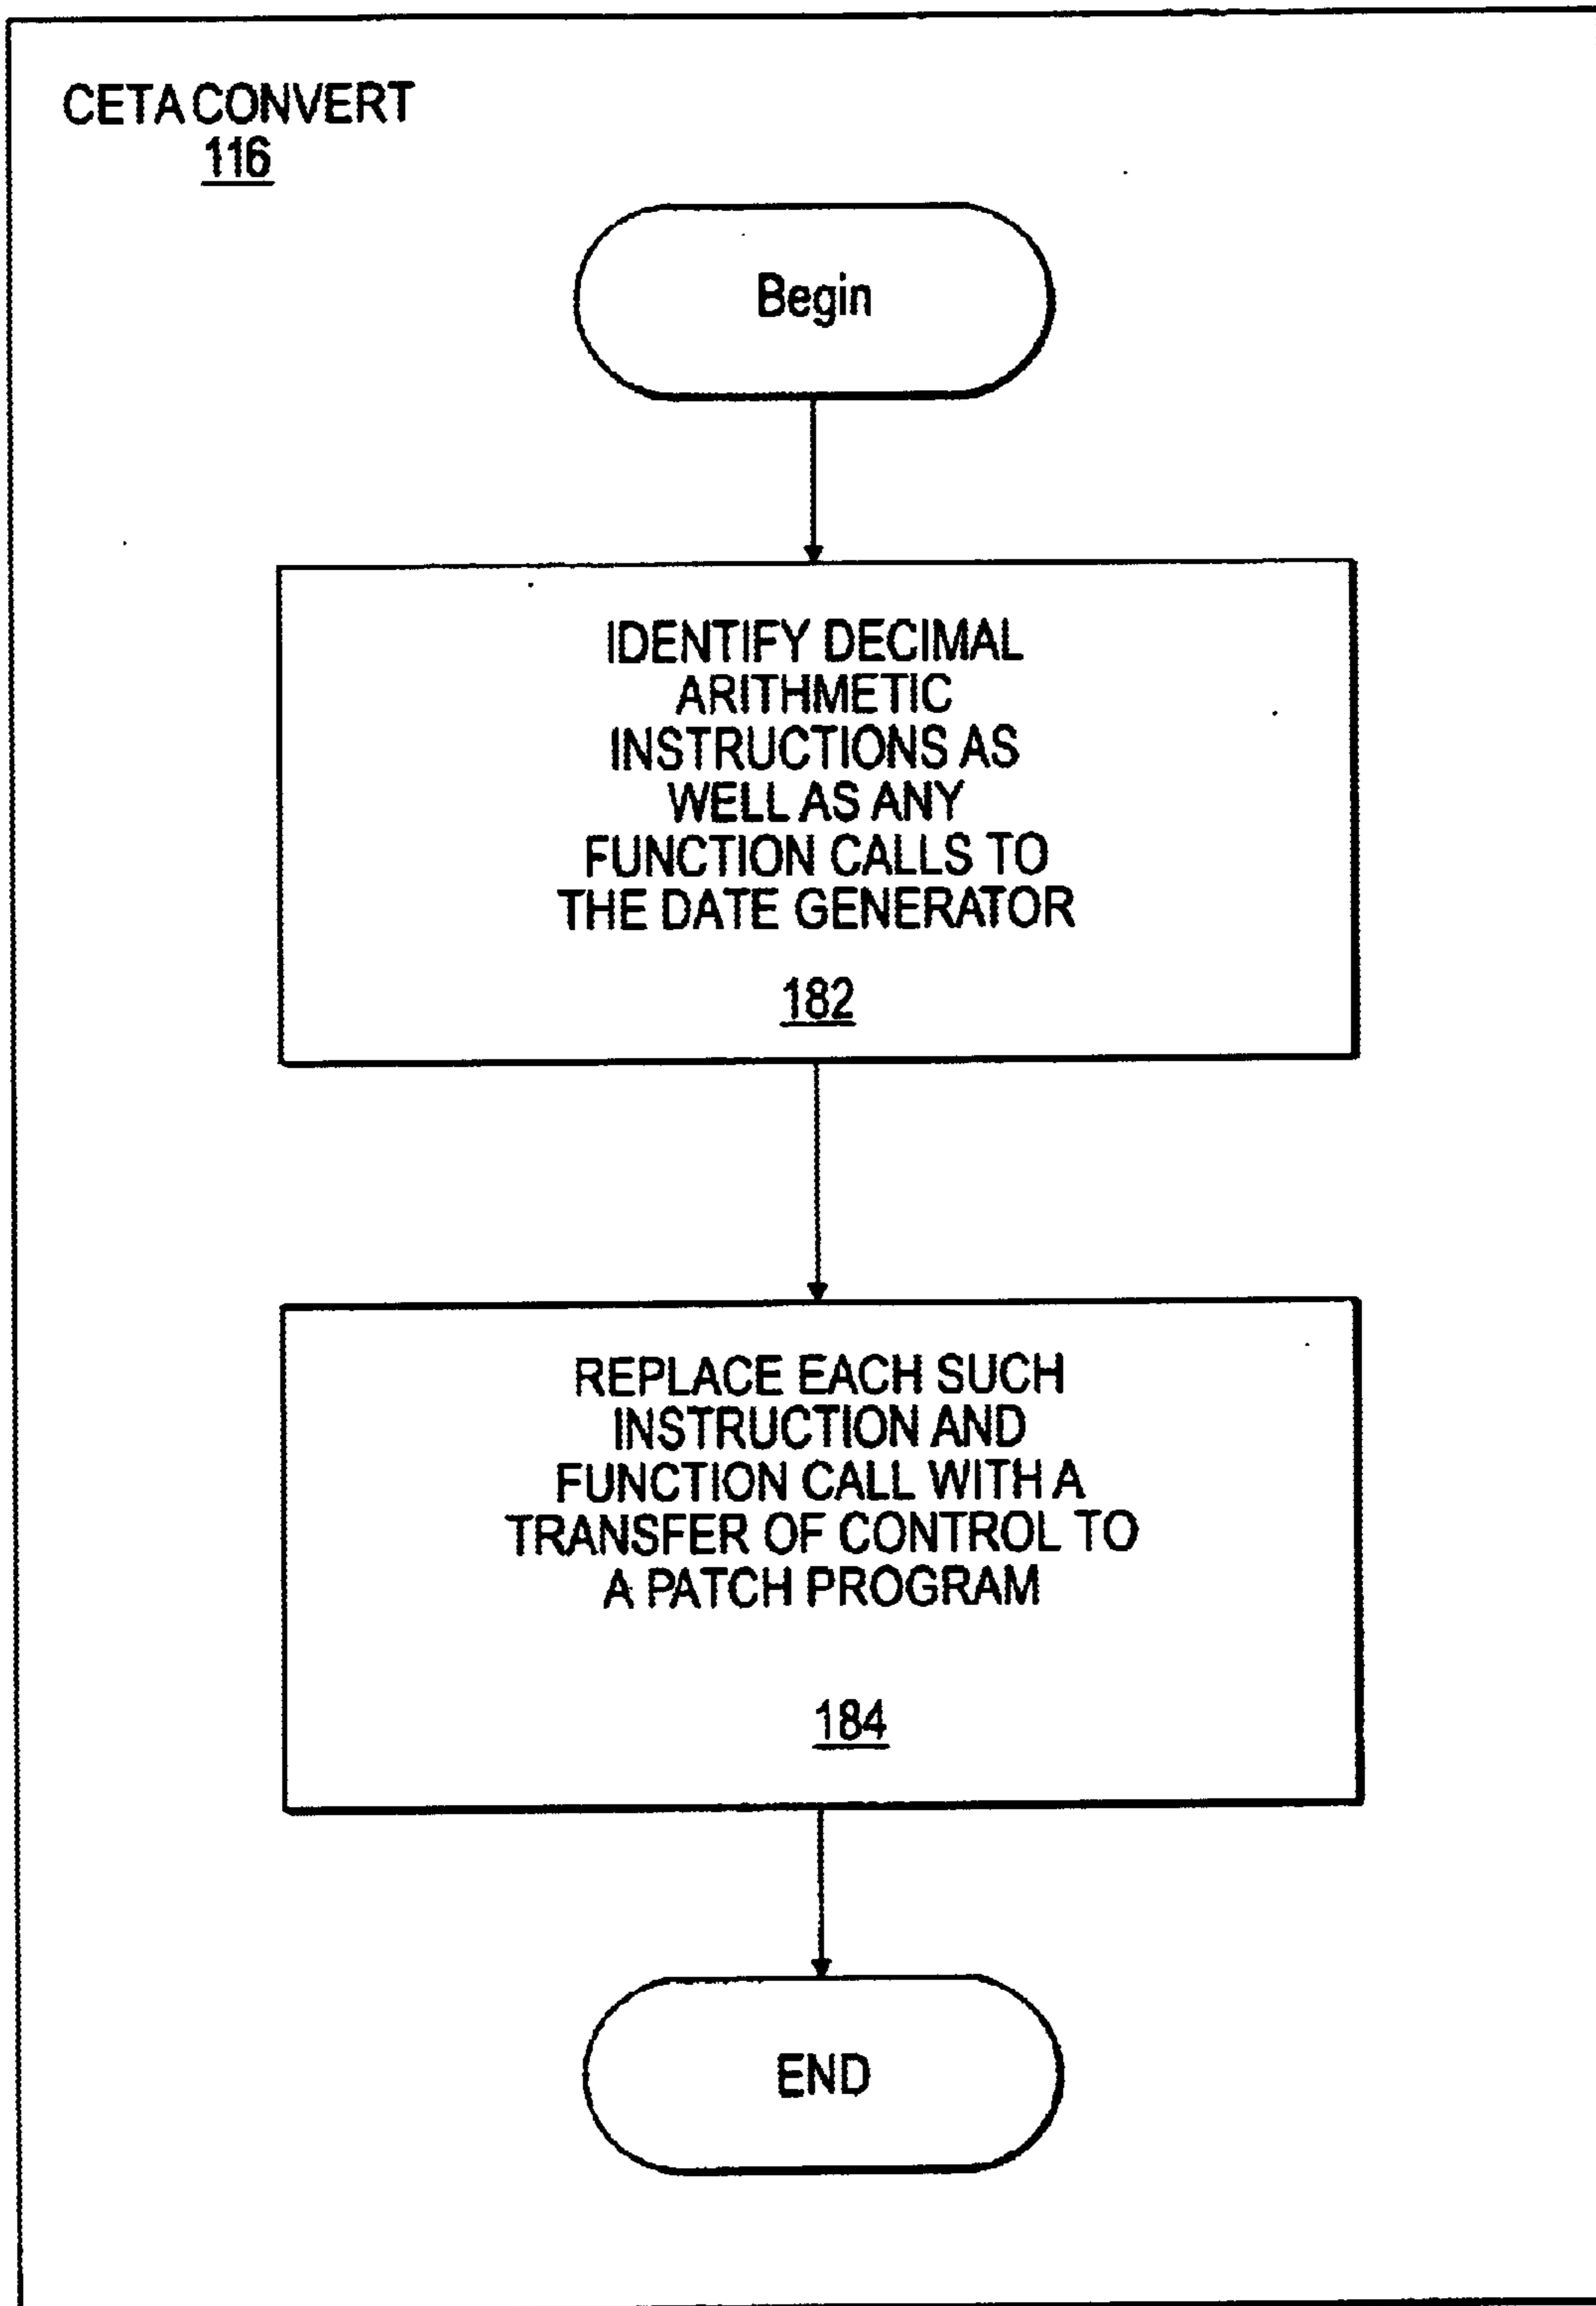 CETA CONVERT
116
Begin
IDENTIFY DECIMAL
ARITHMETIC
INSTRUCTIONS AS
WELL AS ANY
FUNCTION CALLS TO
THE DATE GENERATOR
182
REPLACE EACH SUCH
INSTRUCTION AND
FUNCTION CALL WITH A
TRANSFER OF CONTROL TO
A PATCH PROGRAM
184
END